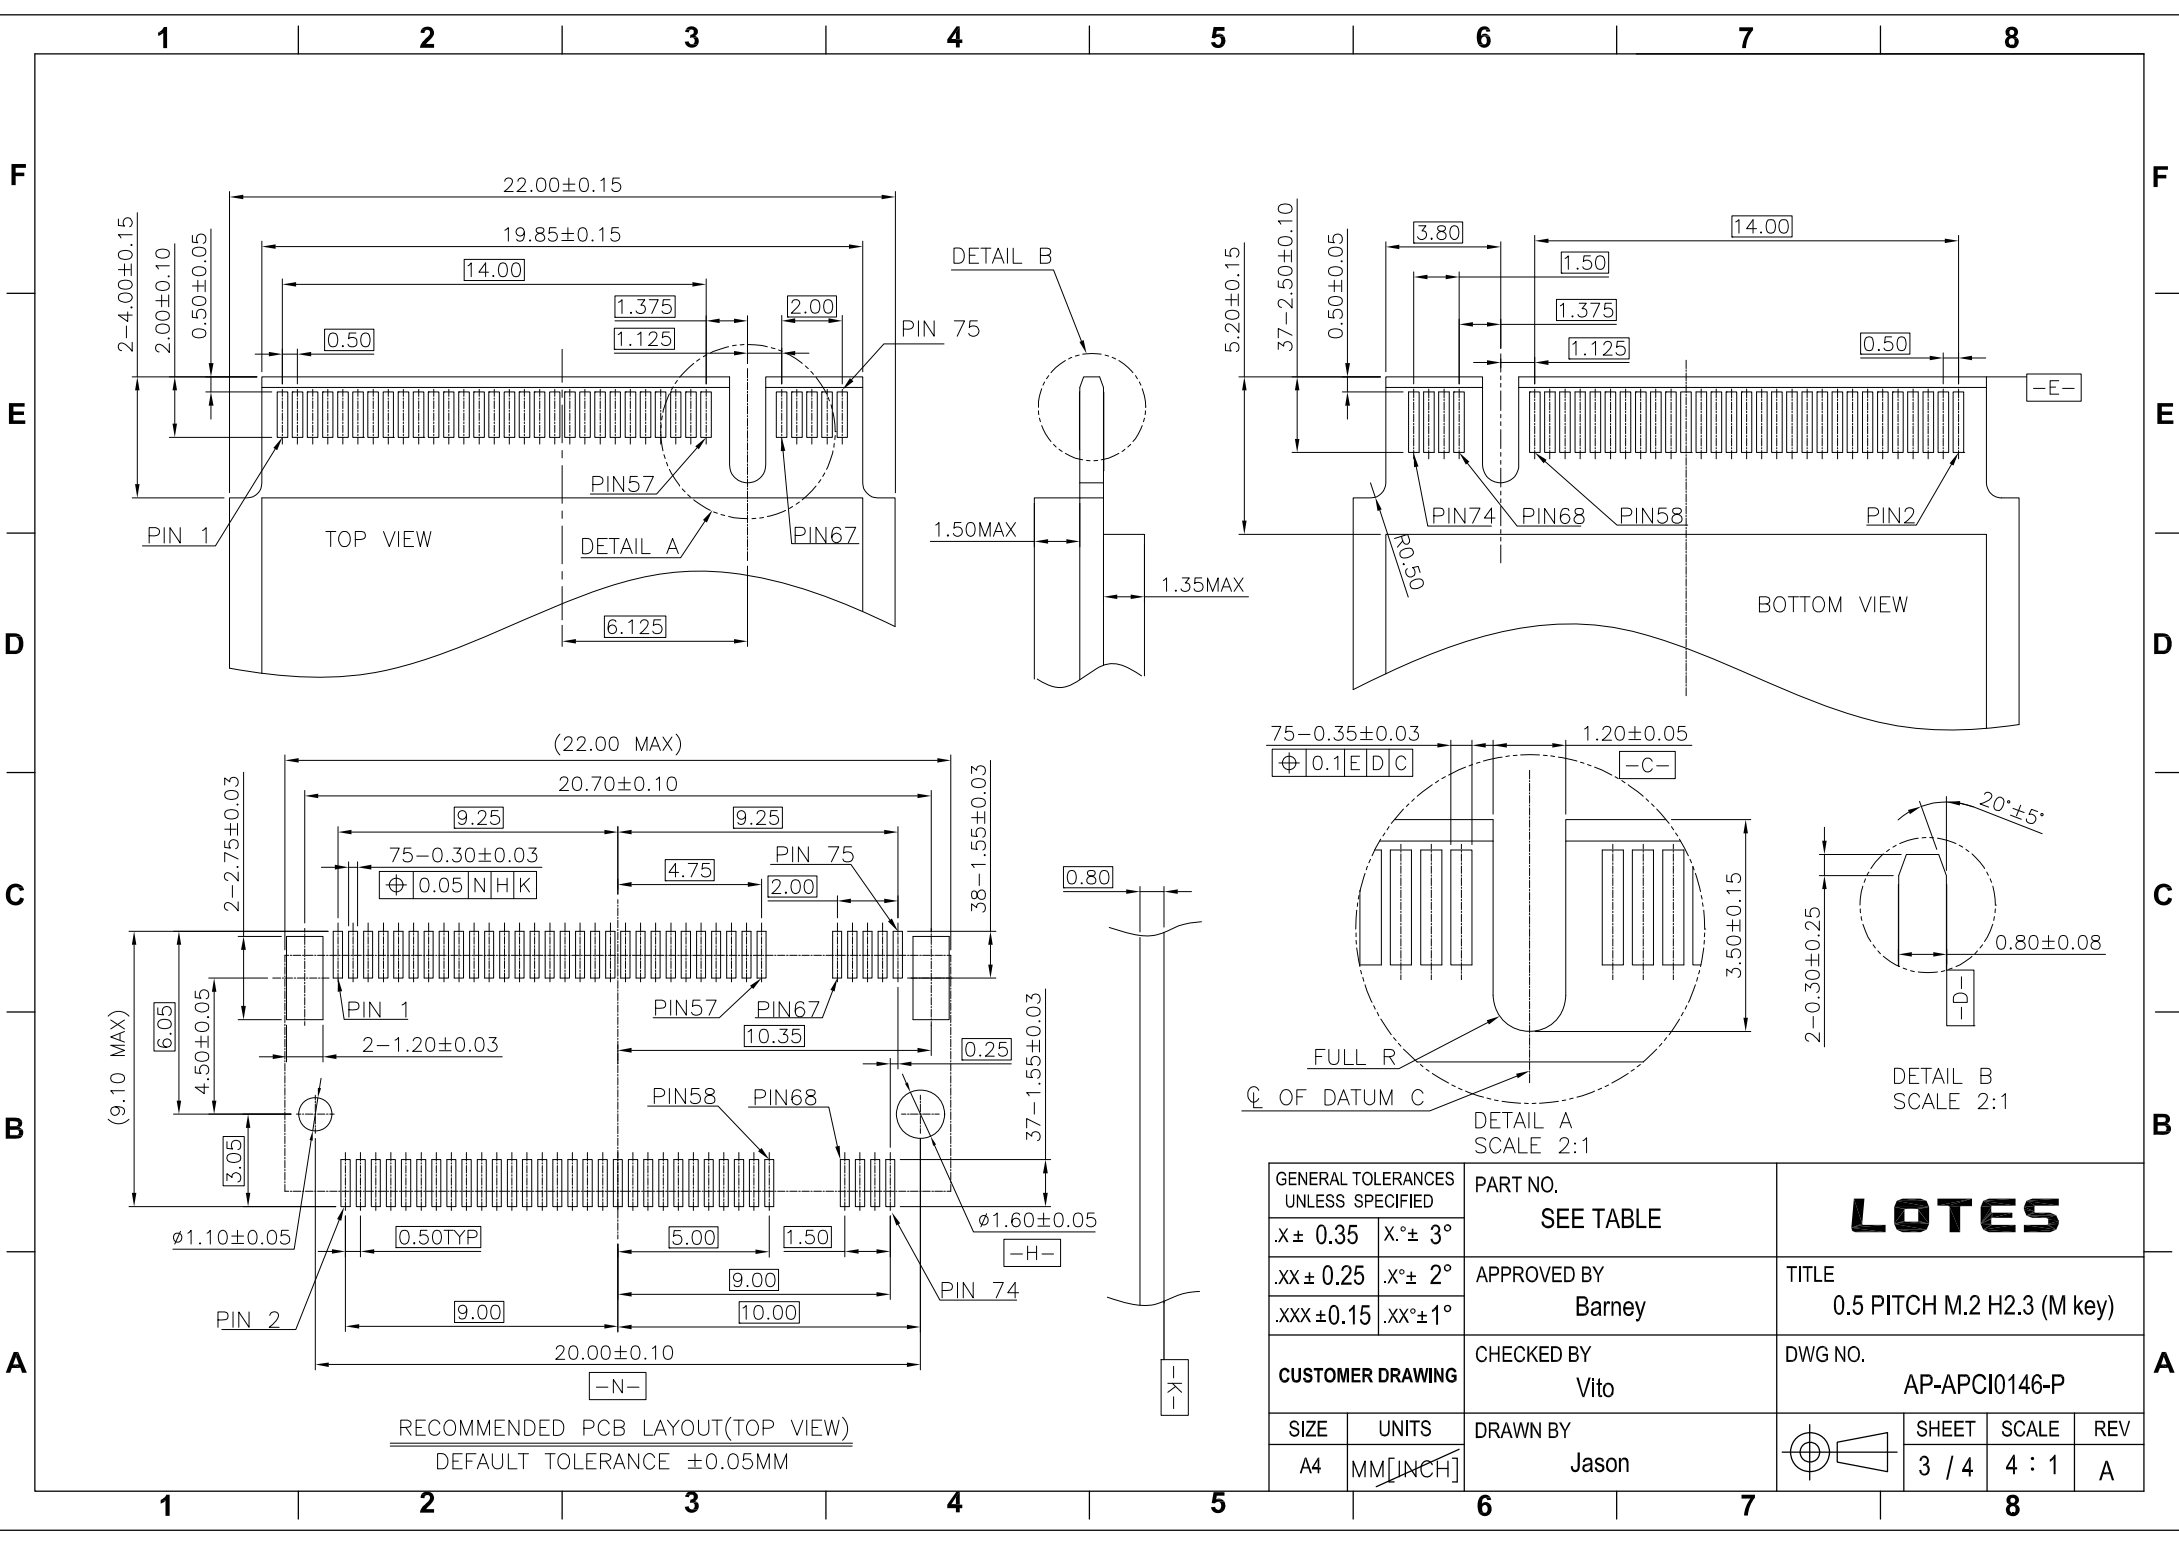 1 2 3 4 5 6 7 8
F F
E E
D D
C C
B B
A A
22.00±0.15
19.85±0.15
14.00
1.375
2.00
1.125
0.50
2-4.00±0.15
2.00±0.10
0.50±0.05
PIN 75
PIN57
PIN 1
TOP VIEW
DETAIL A
PIN67
6.125
DETAIL B
1.50MAX
1.35MAX
5.20±0.15
37-2.50±0.10
0.50±0.05
3.80
14.00
1.50
1.375
1.125
0.50
-E-
PIN74
PIN68
PIN58
PIN2
R0.50
BOTTOM VIEW
(22.00 MAX)
20.70±0.10
9.25
9.25
75-0.30±0.03
⌖ 0.05 N H K
PIN 75
4.75
2.00
2-2.75±0.03
38-1.55±0.03
PIN 1
PIN57
PIN67
10.35
0.25
2-1.20±0.03
(9.10 MAX)
6.05
4.50±0.05
3.05
PIN58
PIN68
37-1.55±0.03
ø1.10±0.05
0.50TYP
5.00
1.50
ø1.60±0.05
-H-
9.00
PIN 74
PIN 2
9.00
10.00
20.00±0.10
-N-
RECOMMENDED PCB LAYOUT(TOP VIEW)
DEFAULT TOLERANCE ±0.05MM
0.80
-K-
75-0.35±0.03
⌖ 0.1 E D C
1.20±0.05
-C-
3.50±0.15
FULL R
℄ OF DATUM C
DETAIL A
SCALE 2:1
20°±5°
2-0.30±0.25
0.80±0.08
-D-
DETAIL B
SCALE 2:1
GENERAL TOLERANCES
UNLESS SPECIFIED
.X± 0.35 X.°± 3°
.XX± 0.25 .X°± 2°
.XXX±0.15 .XX°±1°
CUSTOMER DRAWING
SIZE UNITS
A4 MM[INCH]
PART NO.
SEE TABLE
APPROVED BY
Barney
CHECKED BY
Vito
DRAWN BY
Jason
LOTES
TITLE
0.5 PITCH M.2 H2.3 (M key)
DWG NO.
AP-APCI0146-P
SHEET SCALE REV
3 / 4 4 : 1 A
1 2 3 4 5 6 7 8